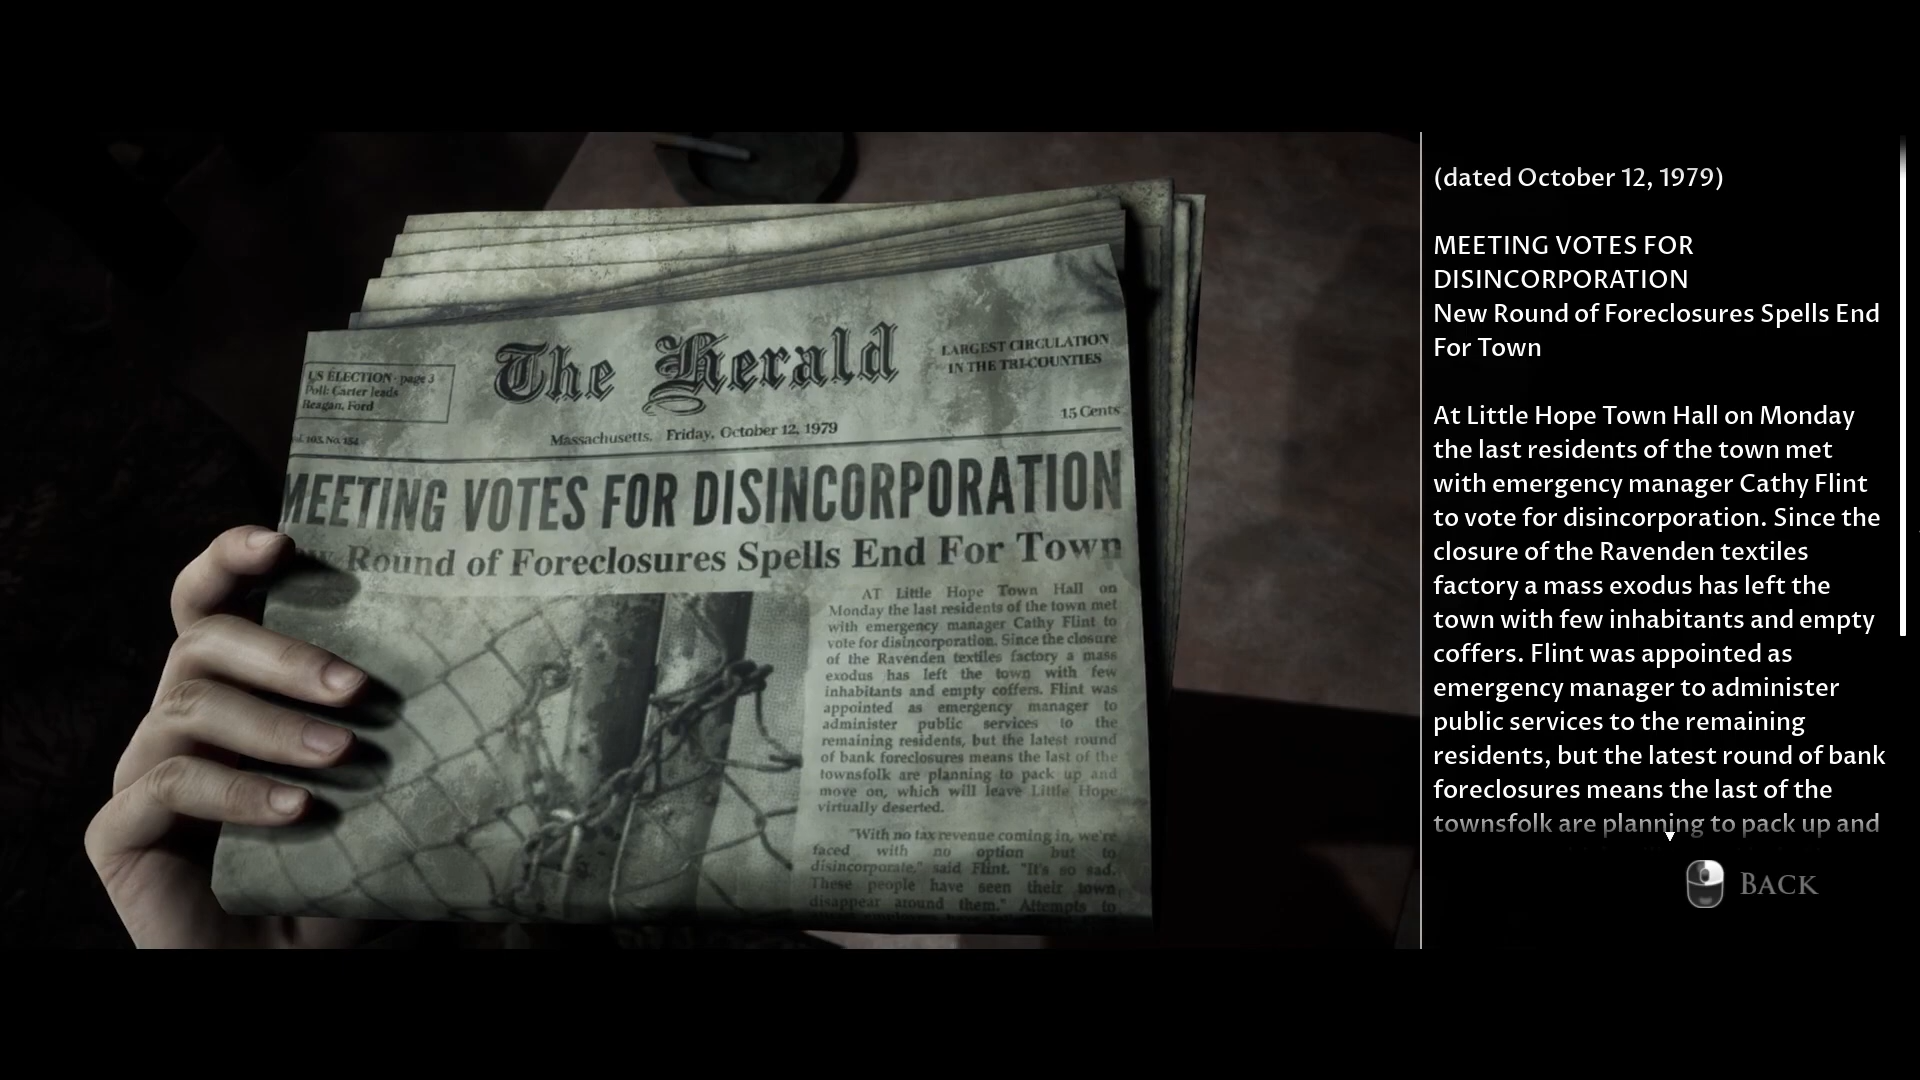 US ELECTION - page 3
Poll: Carter leads
Reagan, Ford
Vol. 103, No. 184
The Herald
LARGEST CIRCULATION
IN THE TRI-COUNTIES
15 Cents
Massachusetts. Friday, October 12, 1979
MEETING VOTES FOR DISINCORPORATION
Round of Foreclosures Spells End For Town
AT Little Hope Town Hall on
Monday the last residents of the town met
with emergency manager Cathy Flint to
vote for disincorporation. Since the closure
of the Ravenden textiles factory a mass
exodus has left the town with few
inhabitants and empty coffers. Flint was
appointed as emergency manager to
administer public services to the
remaining residents, but the latest round
of bank foreclosures means the last of the
townsfolk are planning to pack up and
move on, which will leave Little Hope
virtually deserted.
"With no tax revenue coming in, we're
faced with no option but to
disincorporate," said Flint. "It's so sad.
These people have seen their town
disappear around them." Attempts to
(dated October 12, 1979)
MEETING VOTES FOR
DISINCORPORATION
New Round of Foreclosures Spells End
For Town
At Little Hope Town Hall on Monday
the last residents of the town met
with emergency manager Cathy Flint
to vote for disincorporation. Since the
closure of the Ravenden textiles
factory a mass exodus has left the
town with few inhabitants and empty
coffers. Flint was appointed as
emergency manager to administer
public services to the remaining
residents, but the latest round of bank
foreclosures means the last of the
townsfolk are planning to pack up and
BACK